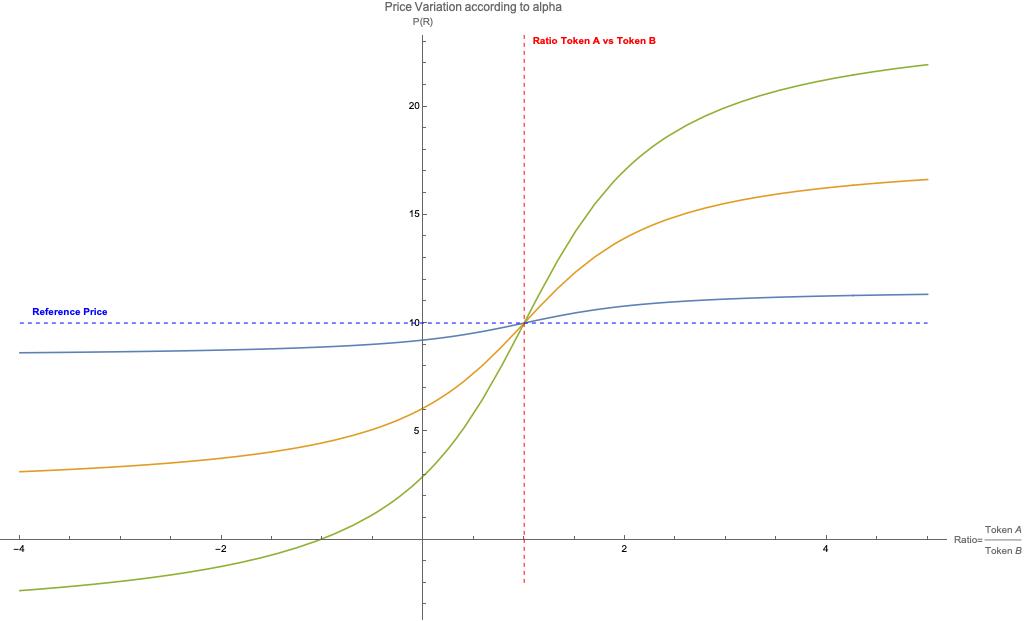 Price Variation according to alpha
P(R)
Ratio Token A vs Token B
20
15
Reference Price
10
5
Token A
Ratio=
Token B
−4
−2
2
4